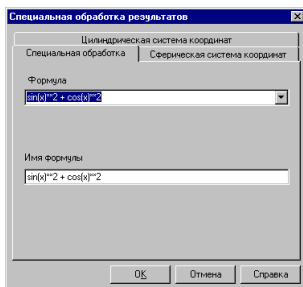 Специальная обработка результатов
Цилиндрическая система координат
Специальная обработка
Сферическая система координат
Формула
sin(x)**2 + cos(x)**2
Имя формулы
sin(x)**2 + cos(x)**2
OK
Отмена
Справка